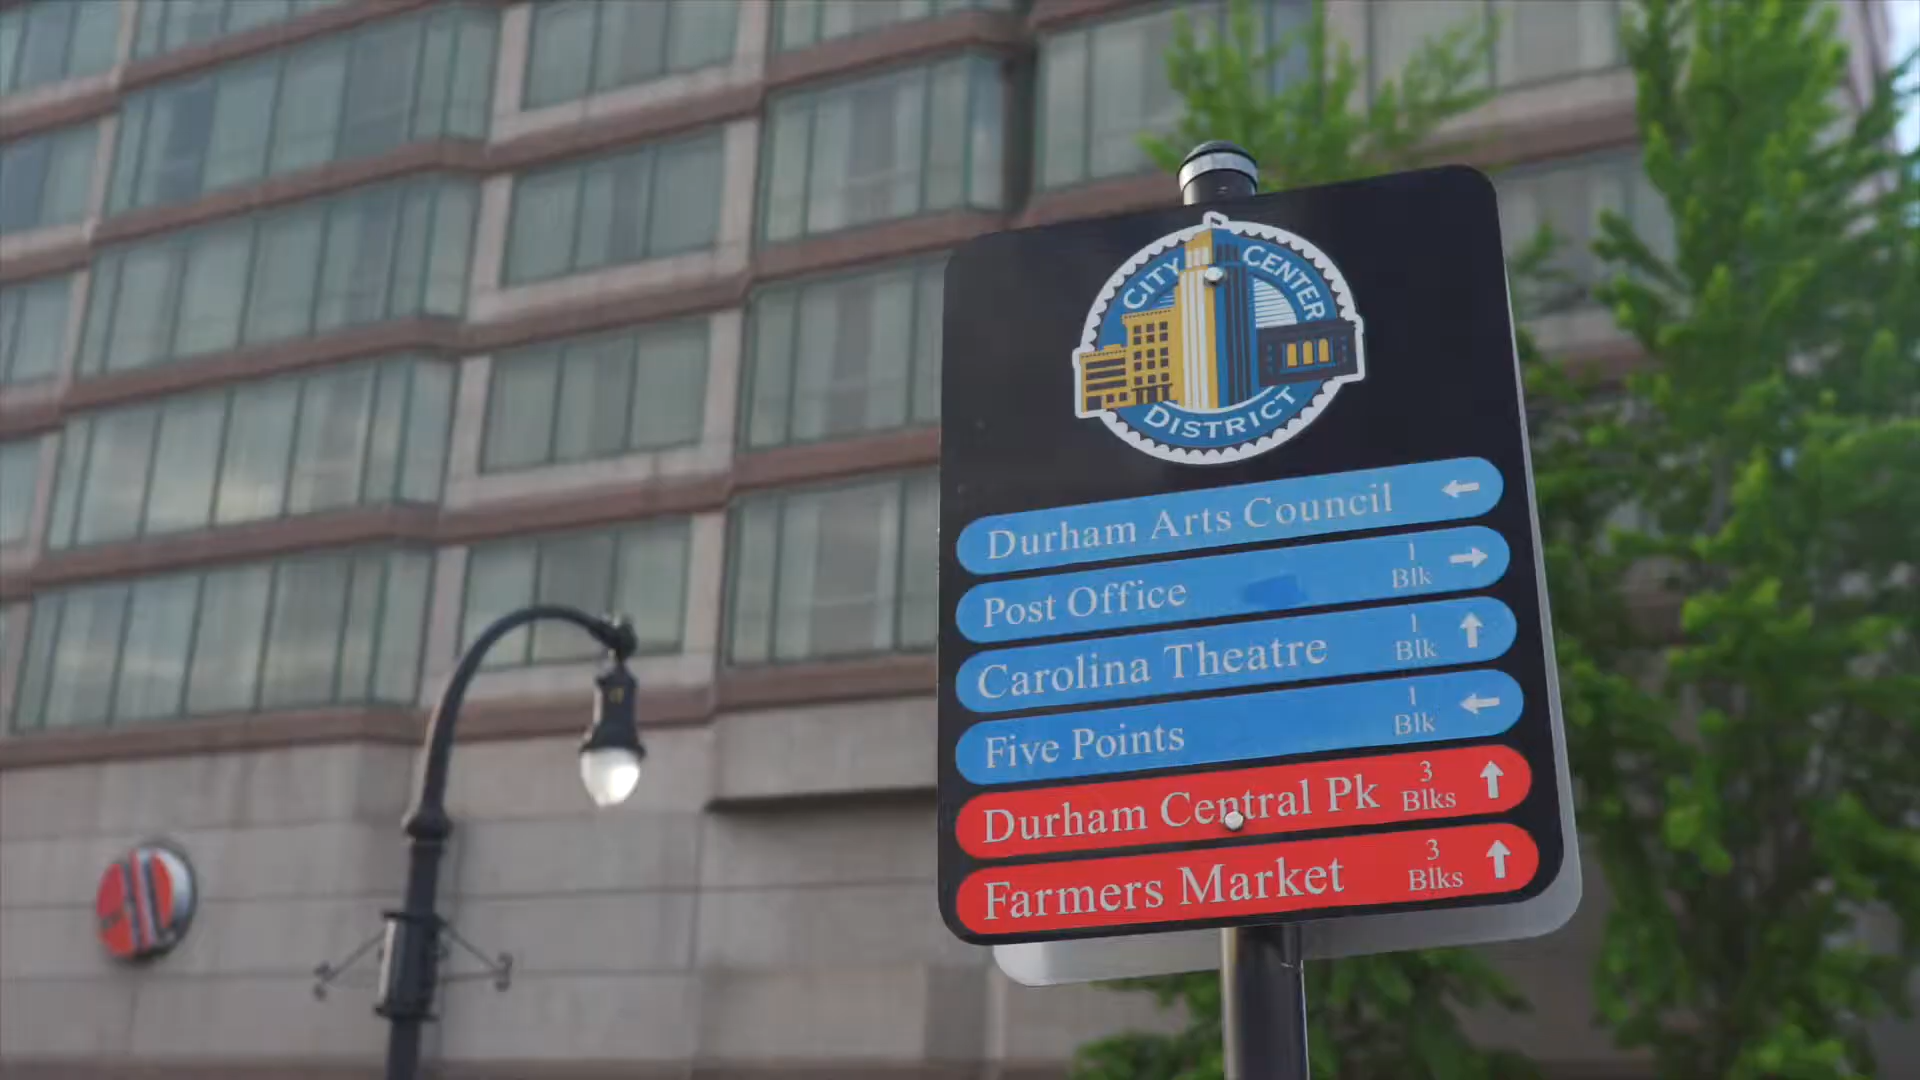 CITY CENTER
DISTRICT
Durham Arts Council ←
Post Office 1 Blk →
Carolina Theatre 1 Blk ↑
Five Points 1 Blk ←
Durham Central Pk 3 Blks ↑
Farmers Market 3 Blks ↑